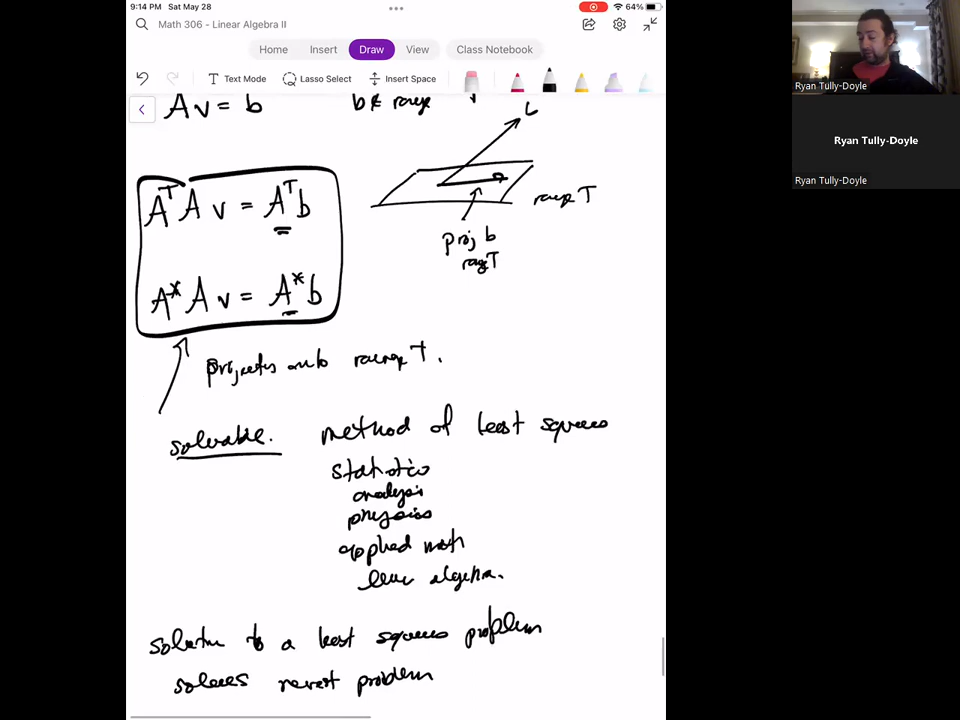 9:14 PM Sat May 28
64%
Math 306 - Linear Algebra II
Home Insert Draw View Class Notebook
Text Mode Lasso Select Insert Space
Av = b
b ∉ range
b
AᵀAv = Aᵀb
range T
proj b
range T
A*Av = A*b
projects onto range T.
solvable. method of least squares
statistics
analysis
physics
applied math
linear algebra.
solution to a least squares problem
solves nearest problem
Ryan Tully-Doyle
Ryan Tully-Doyle
Ryan Tully-Doyle